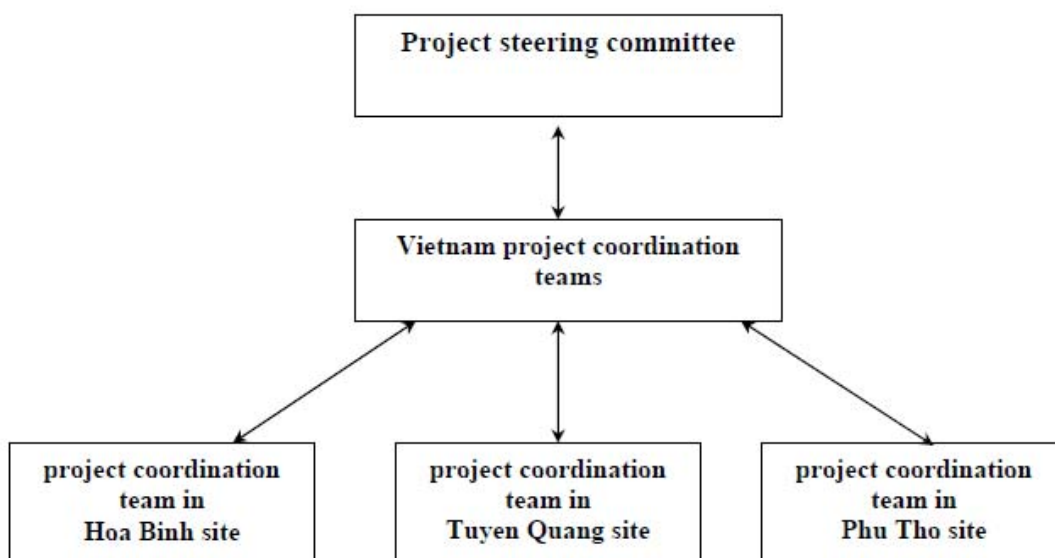 Project steering committee
Vietnam project coordination
teams
project coordination
team in
Hoa Binh site
project coordination
team in
Tuyen Quang site
project coordination
team in
Phu Tho site